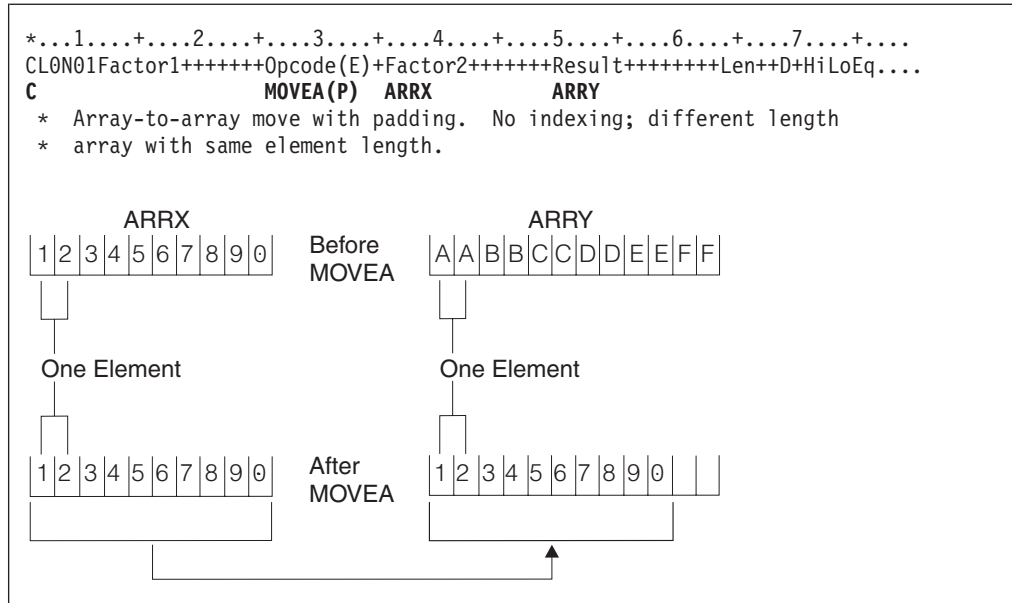 *...1....+....2....+....3....+....4....+....5....+....6....+....7....+....
CL0N01Factor1+++++++Opcode(E)+Factor2+++++++Result++++++++Len++D+HiLoEq....
C                   MOVEA(P)  ARRX          ARRY
 *  Array-to-array move with padding.  No indexing; different length
 *  array with same element length.
ARRX ARRY
1 2 3 4 5 6 7 8 9 0 Before A A B B C C D D E E F F
MOVEA
One Element One Element
1 2 3 4 5 6 7 8 9 0 After 1 2 3 4 5 6 7 8 9 0
MOVEA